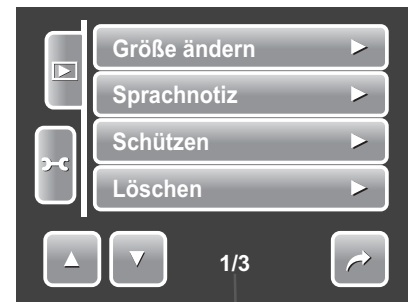 Größe ändern
Sprachnotiz
Schützen
Löschen
1/3